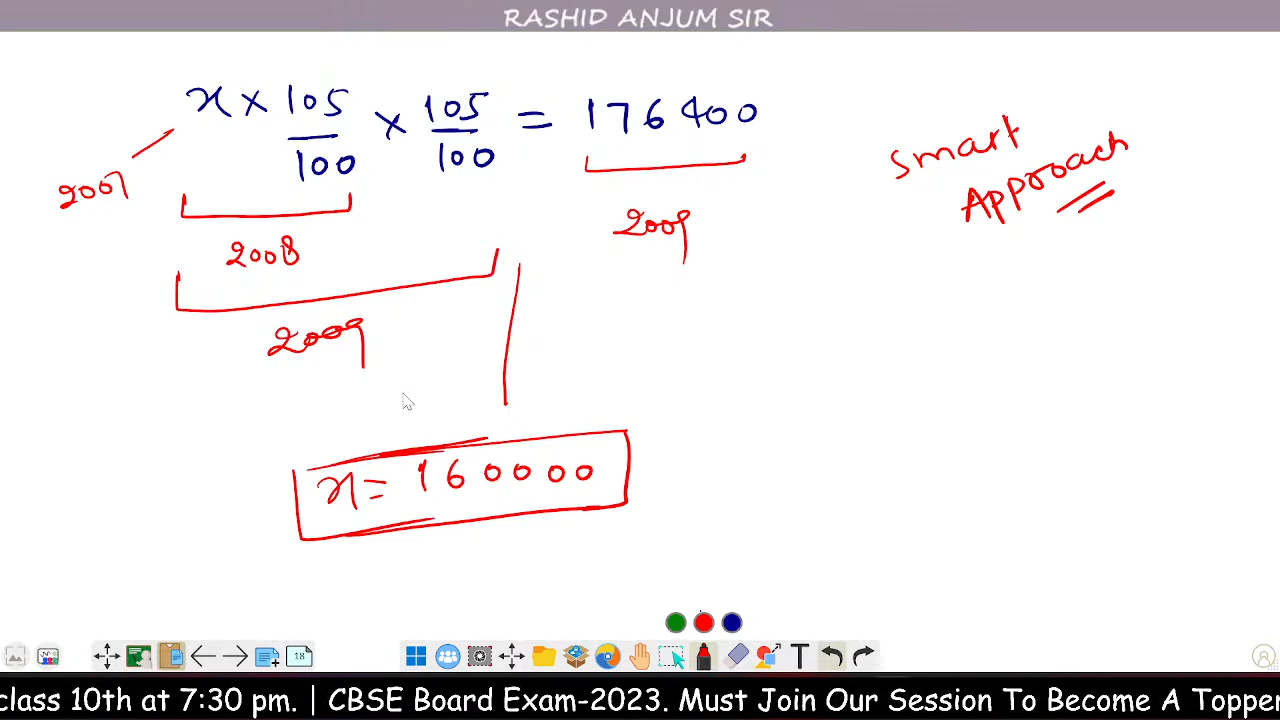 RASHID ANJUM SIR
x × 105/100 × 105/100 = 176400
2007
2008
2009
2009
Smart
Approach
x = 160000
18
T
class 10th at 7:30 pm. | CBSE Board Exam-2023. Must Join Our Session To Become A Topper